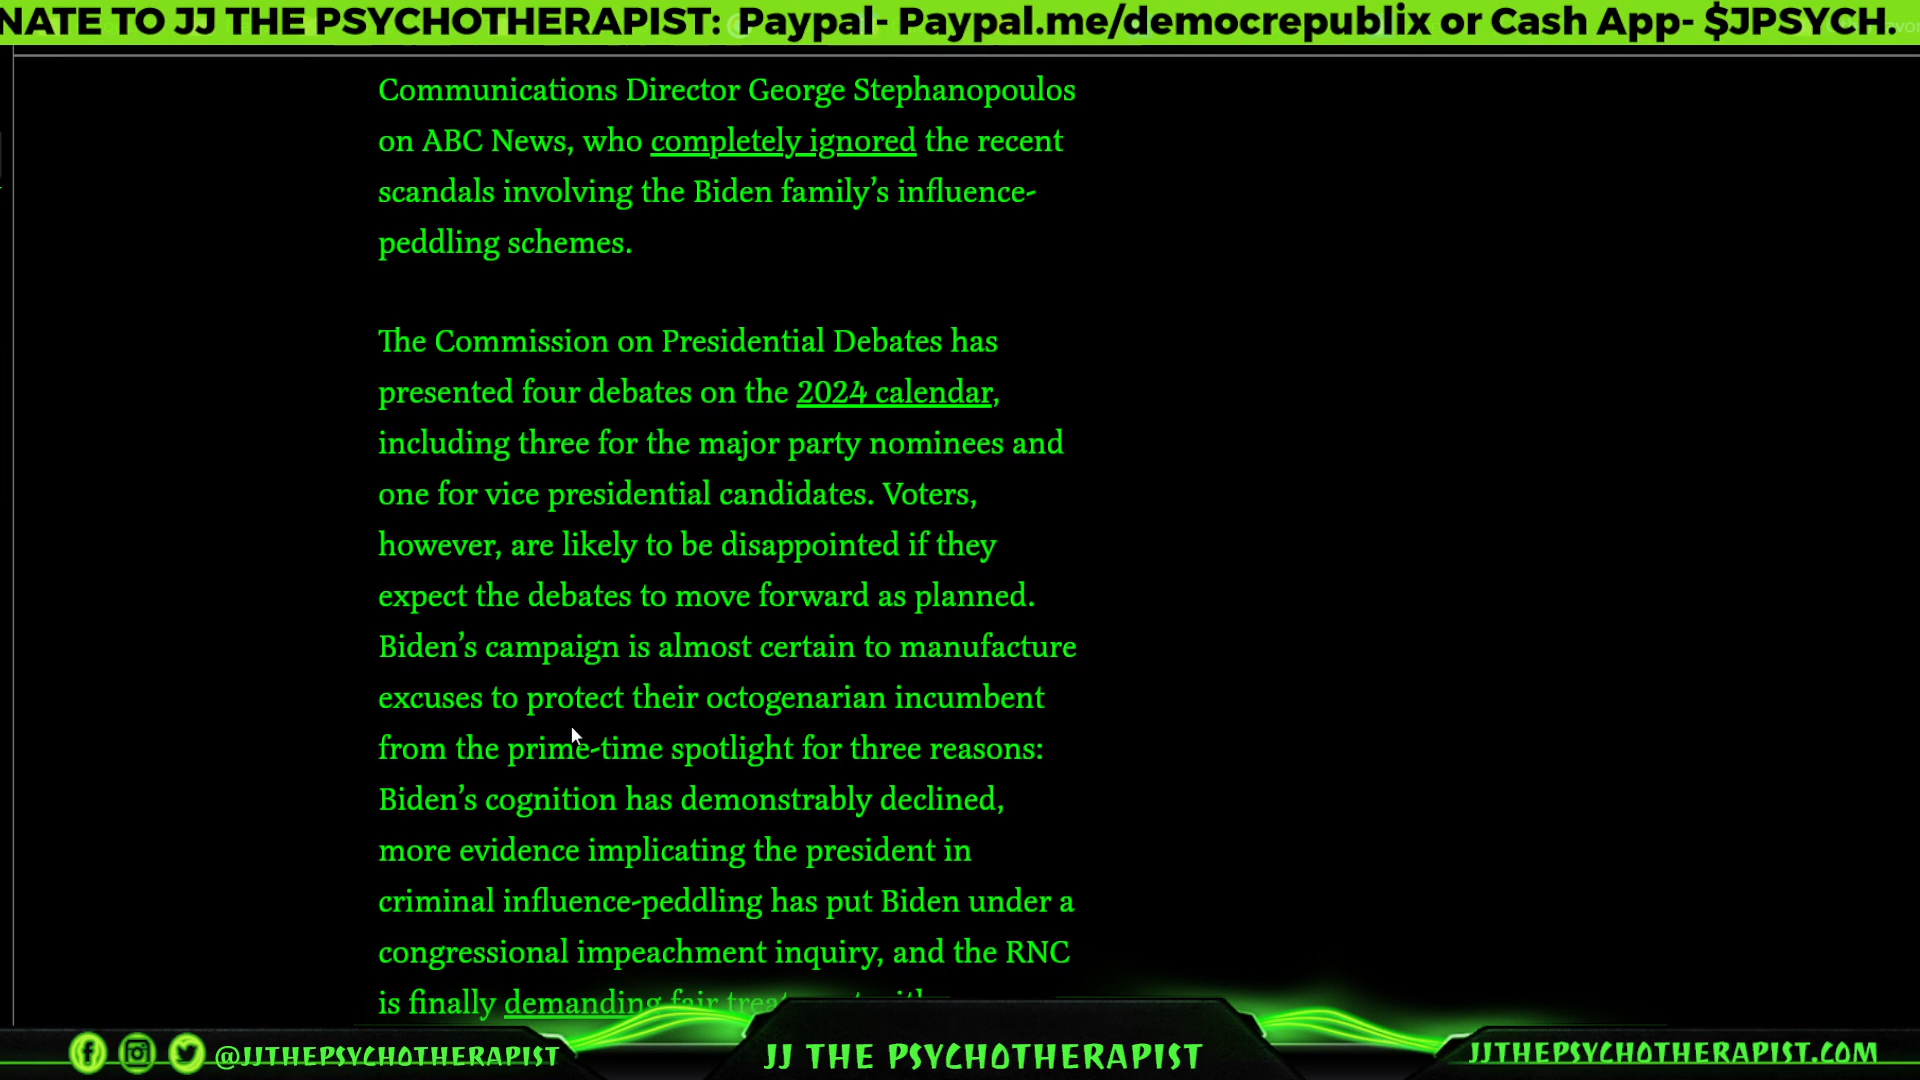 NATE TO JJ THE PSYCHOTHERAPIST: Paypal- Paypal.me/democrepublix or Cash App- $JPSYCH.
Communications Director George Stephanopoulos
on ABC News, who completely ignored the recent
scandals involving the Biden family’s influence-
peddling schemes.
The Commission on Presidential Debates has
presented four debates on the 2024 calendar,
including three for the major party nominees and
one for vice presidential candidates. Voters,
however, are likely to be disappointed if they
expect the debates to move forward as planned.
Biden’s campaign is almost certain to manufacture
excuses to protect their octogenarian incumbent
from the prime-time spotlight for three reasons:
Biden’s cognition has demonstrably declined,
more evidence implicating the president in
criminal influence-peddling has put Biden under a
congressional impeachment inquiry, and the RNC
is finally demanding fair
@JJTHEPSYCHOTHERAPIST
JJ THE PSYCHOTHERAPIST
JJTHEPSYCHOTHERAPIST.COM